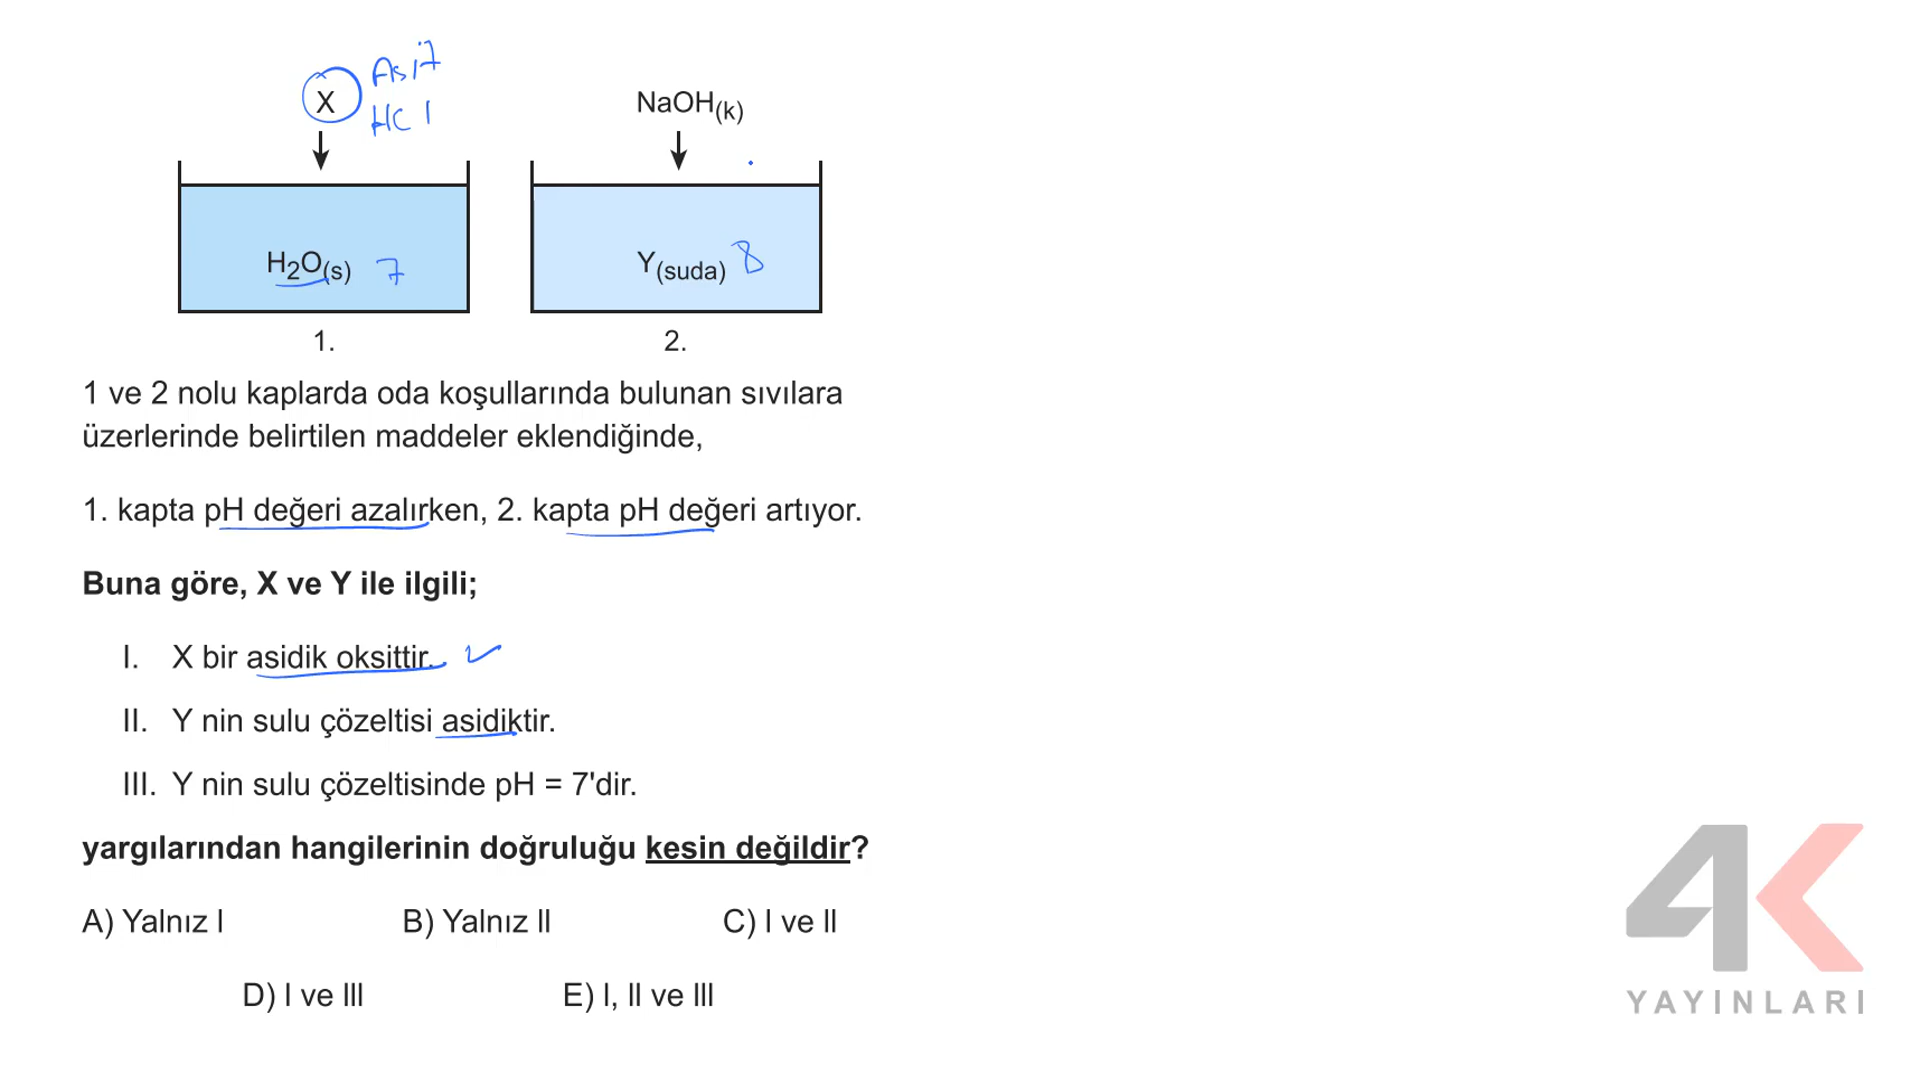 Asit
X
HCl
NaOH(k)
H2O(s) 7
Y(suda) 8
1.
2.
1 ve 2 nolu kaplarda oda koşullarında bulunan sıvılara
üzerlerinde belirtilen maddeler eklendiğinde,
1. kapta pH değeri azalırken, 2. kapta pH değeri artıyor.
Buna göre, X ve Y ile ilgili;
I. X bir asidik oksittir.
II. Y nin sulu çözeltisi asidiktir.
III. Y nin sulu çözeltisinde pH = 7'dir.
yargılarından hangilerinin doğruluğu kesin değildir?
A) Yalnız I B) Yalnız II C) I ve II
D) I ve III E) I, II ve III
4K
YAYINLARI